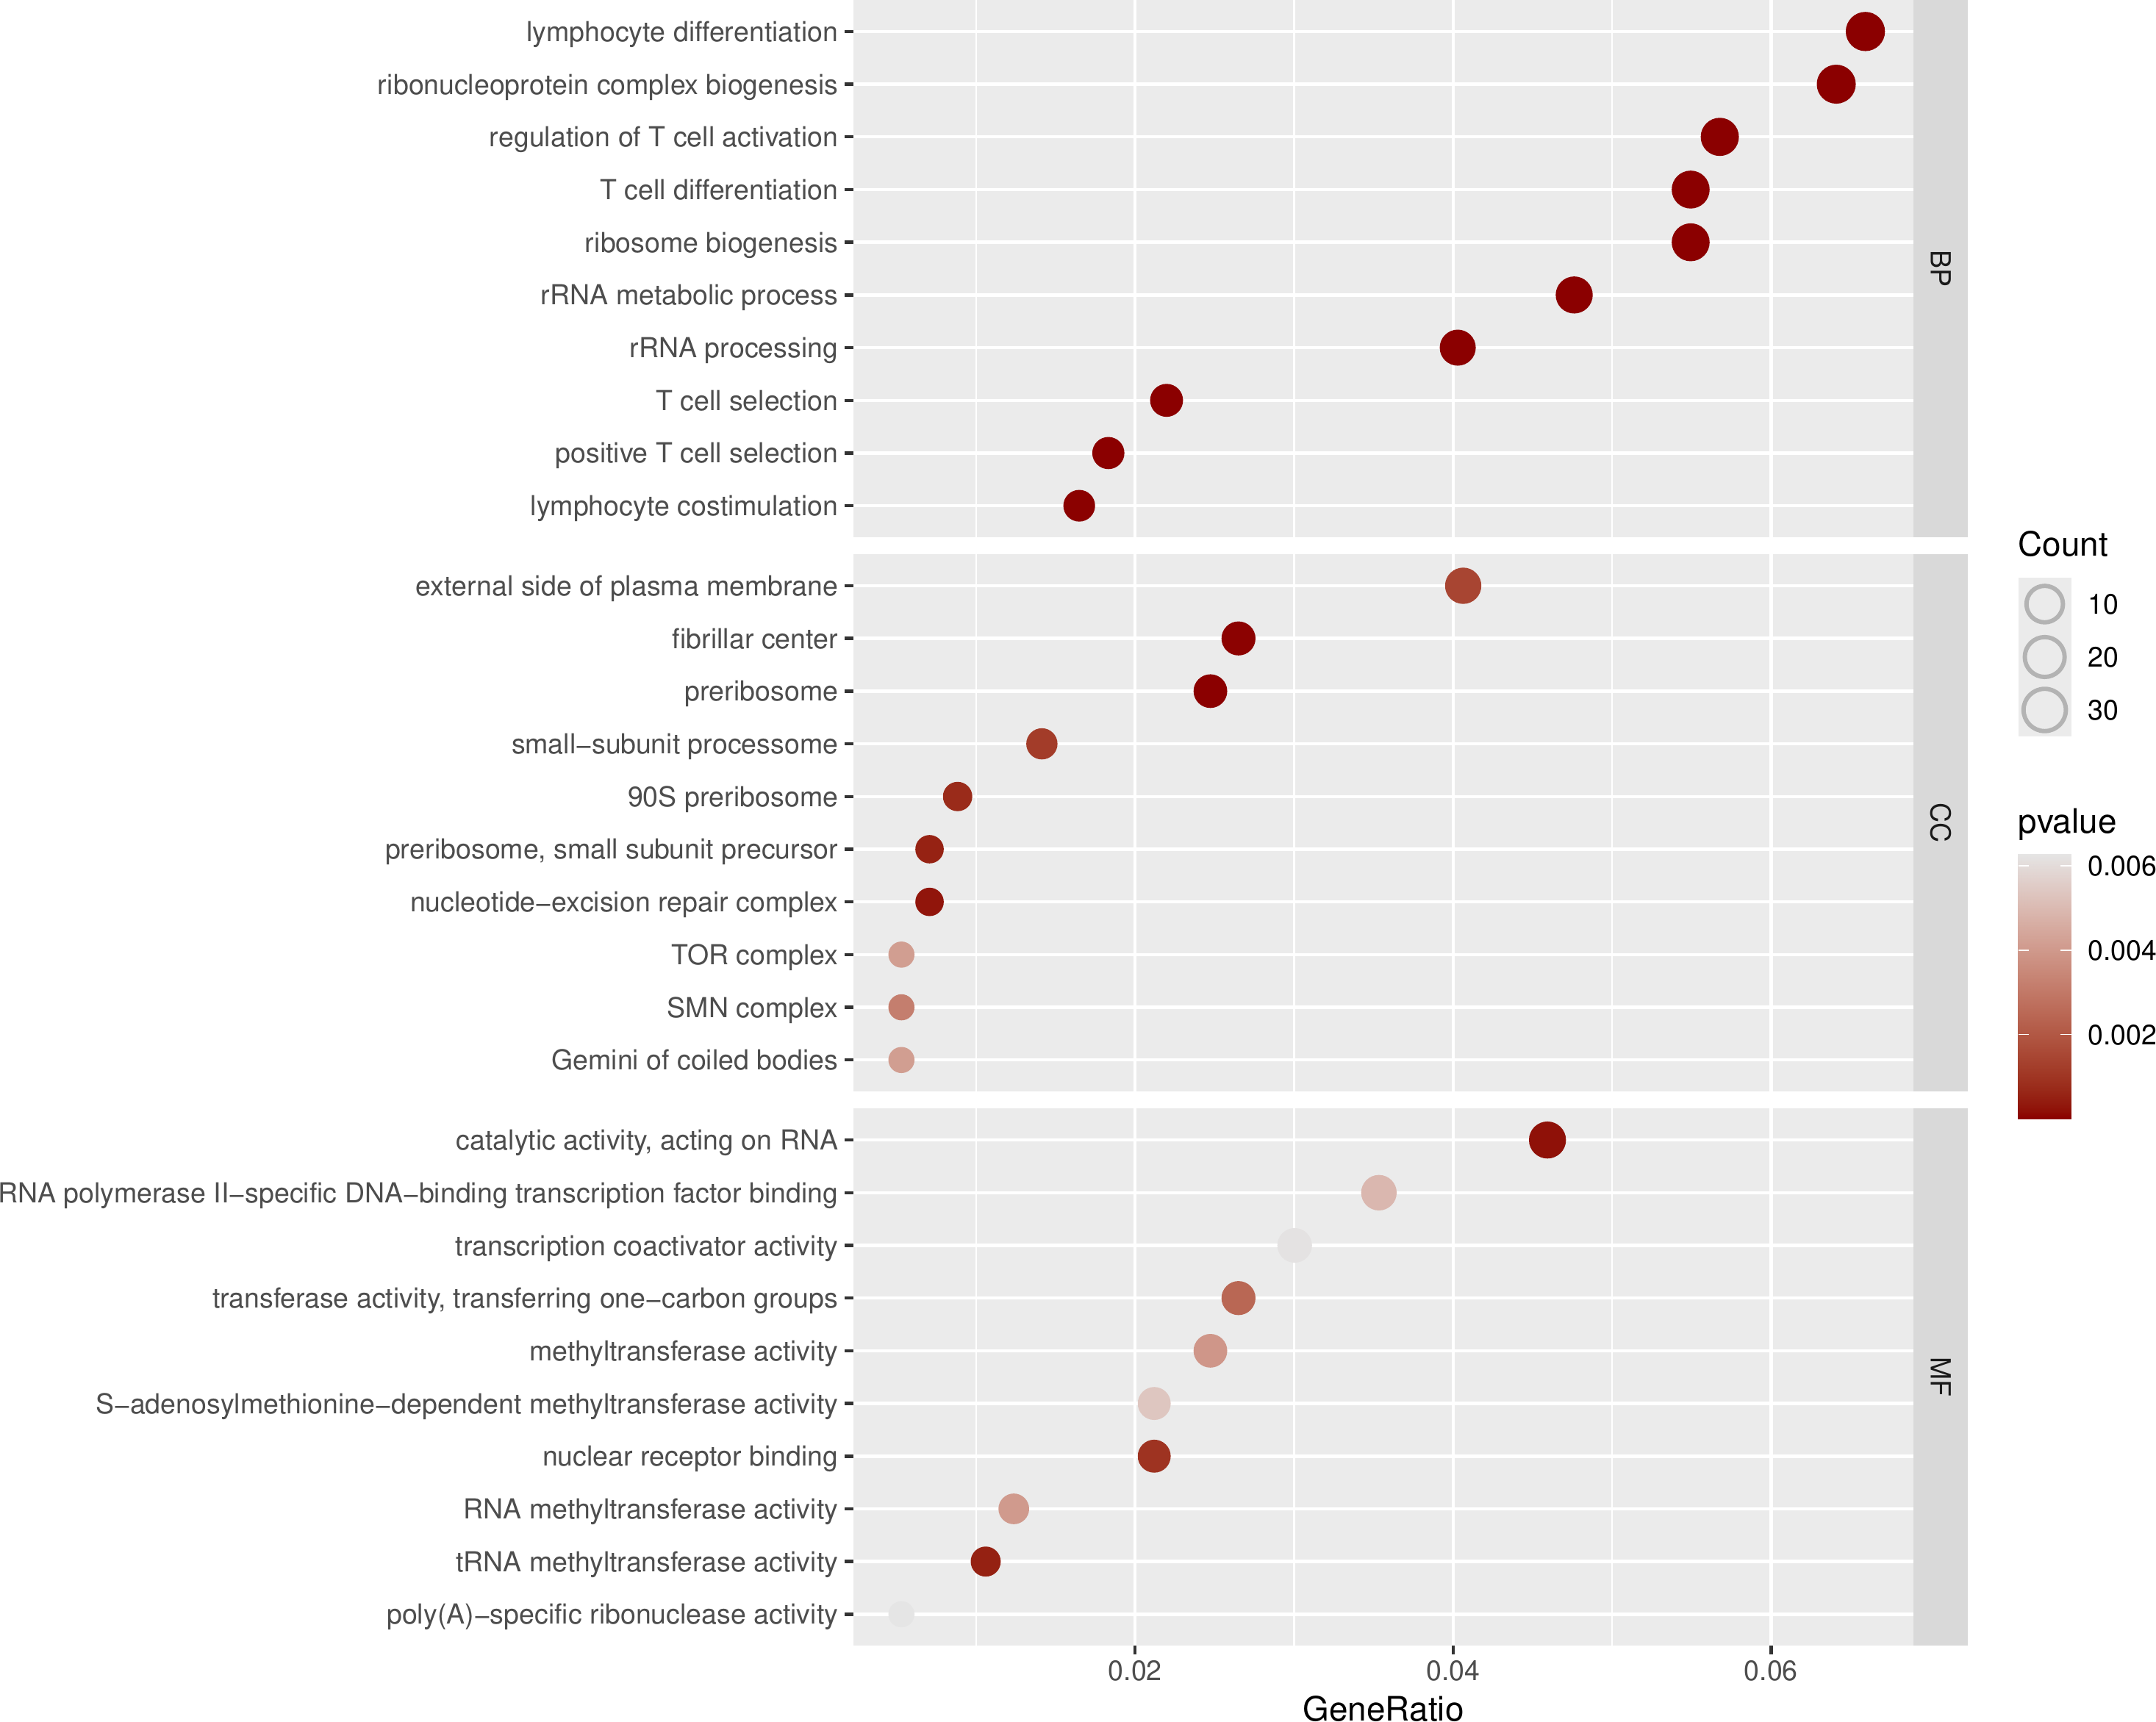 lymphocyte differentiation
ribonucleoprotein complex biogenesis
regulation of T cell activation
T cell differentiation
ribosome biogenesis
rRNA metabolic process
rRNA processing
T cell selection
positive T cell selection
lymphocyte costimulation
BP
external side of plasma membrane
fibrillar center
preribosome
small−subunit processome
90S preribosome
preribosome, small subunit precursor
nucleotide−excision repair complex
TOR complex
SMN complex
Gemini of coiled bodies
CC
catalytic activity, acting on RNA
RNA polymerase II−specific DNA−binding transcription factor binding
transcription coactivator activity
transferase activity, transferring one−carbon groups
methyltransferase activity
S−adenosylmethionine−dependent methyltransferase activity
nuclear receptor binding
RNA methyltransferase activity
tRNA methyltransferase activity
poly(A)−specific ribonuclease activity
MF
0.02 0.04 0.06
GeneRatio
Count
10
20
30
pvalue
0.006
0.004
0.002